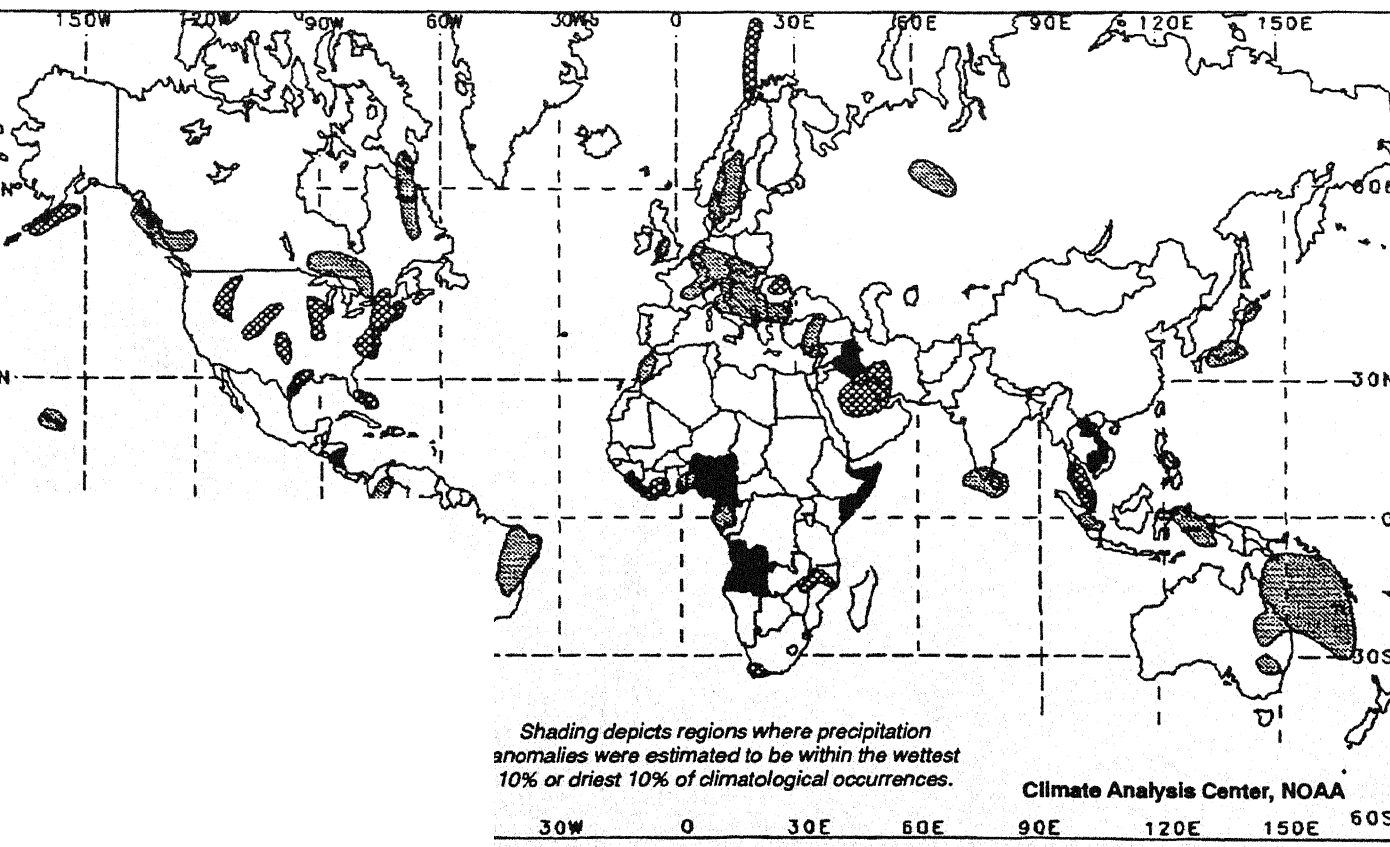 150W 120W 90W 60W 30W 0 30E 60E 90E 120E 150E
N 60N
N 30N
0
30S
Shading depicts regions where precipitation
anomalies were estimated to be within the wettest
10% or driest 10% of climatological occurrences.
Climate Analysis Center, NOAA
60S
30W 0 30E 60E 90E 120E 150E